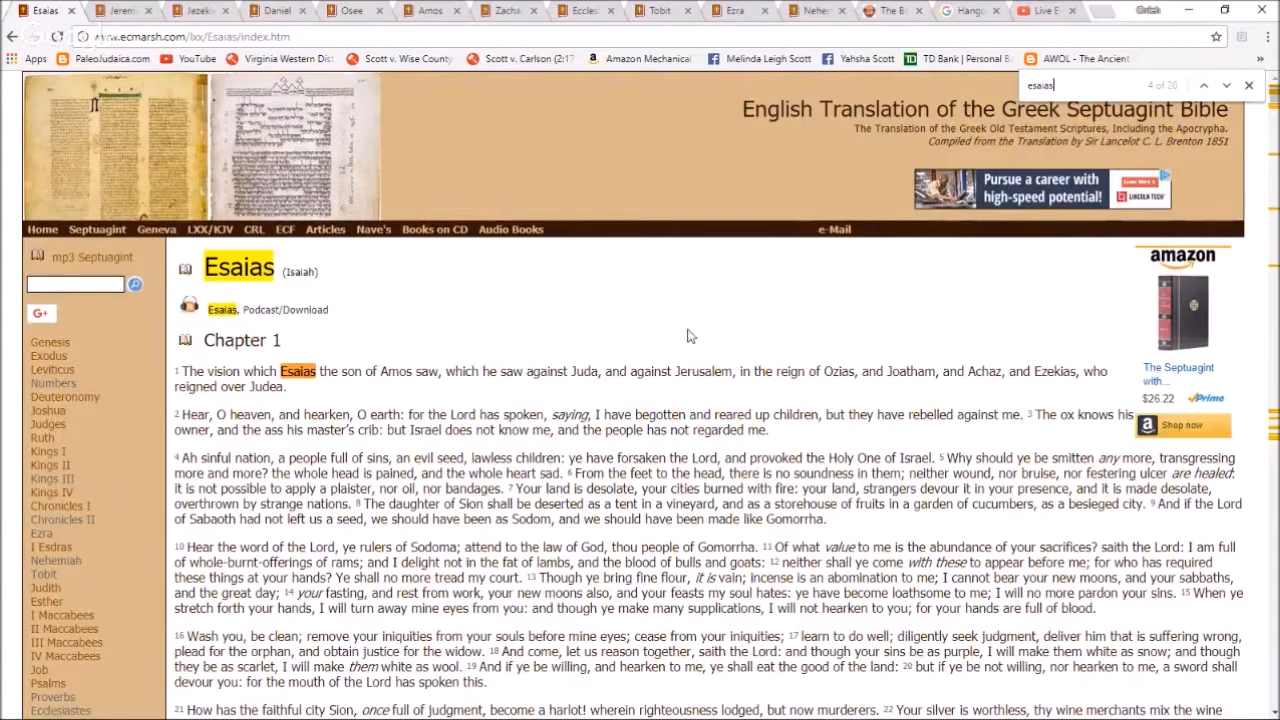 Esaias
Jerem
Jezeki
Daniel
Osee
Amos
Zacha
Eccles
Tobit
Ezra
Neher
The B
Hang
Live E
www.ecmarsh.com/lxx/Esaias/index.htm
Apps PaleoJudaica.com YouTube Virginia Western Dist Scott v. Wise County Scott v. Carlson (2:17 Amazon Mechanical Melinda Leigh Scott Yahsha Scott TD Bank | Personal B AWOL - The Ancient
esaias 4 of 20
English Translation of the Greek Septuagint Bible
The Translation of the Greek Old Testament Scriptures, Including the Apocrypha.
Compiled from the Translation by Sir Lancelot C. L. Brenton 1851
Pursue a career with
high-speed potential!
Learn More
LINCOLN TECH
Home Septuagint Geneva LXX/KJV CRL ECF Articles Nave's Books on CD Audio Books e-Mail
mp3 Septuagint
G+
Genesis
Exodus
Leviticus
Numbers
Deuteronomy
Joshua
Judges
Ruth
Kings I
Kings II
Kings III
Kings IV
Chronicles I
Chronicles II
Ezra
I Esdras
Nehemiah
Tobit
Judith
Esther
I Maccabees
II Maccabees
III Maccabees
IV Maccabees
Job
Psalms
Proverbs
Ecclesiastes
Esaias (Isaiah)
Esaias, Podcast/Download
Chapter 1
1 The vision which Esaias the son of Amos saw, which he saw against Juda, and against Jerusalem, in the reign of Ozias, and Joatham, and Achaz, and Ezekias, who
reigned over Judea.
2 Hear, O heaven, and hearken, O earth: for the Lord has spoken, saying, I have begotten and reared up children, but they have rebelled against me. 3 The ox knows his
owner, and the ass his master's crib: but Israel does not know me, and the people has not regarded me.
4 Ah sinful nation, a people full of sins, an evil seed, lawless children: ye have forsaken the Lord, and provoked the Holy One of Israel. 5 Why should ye be smitten any more, transgressing
more and more? the whole head is pained, and the whole heart sad. 6 From the feet to the head, there is no soundness in them; neither wound, nor bruise, nor festering ulcer are healed:
it is not possible to apply a plaister, nor oil, nor bandages. 7 Your land is desolate, your cities burned with fire: your land, strangers devour it in your presence, and it is made desolate,
overthrown by strange nations. 8 The daughter of Sion shall be deserted as a tent in a vineyard, and as a storehouse of fruits in a garden of cucumbers, as a besieged city. 9 And if the Lord
of Sabaoth had not left us a seed, we should have been as Sodom, and we should have been made like Gomorrha.
10 Hear the word of the Lord, ye rulers of Sodoma; attend to the law of God, thou people of Gomorrha. 11 Of what value to me is the abundance of your sacrifices? saith the Lord: I am full
of whole-burnt-offerings of rams; and I delight not in the fat of lambs, and the blood of bulls and goats: 12 neither shall ye come with these to appear before me; for who has required
these things at your hands? Ye shall no more tread my court. 13 Though ye bring fine flour, it is vain; incense is an abomination to me; I cannot bear your new moons, and your sabbaths,
and the great day; 14 your fasting, and rest from work, your new moons also, and your feasts my soul hates: ye have become loathsome to me; I will no more pardon your sins. 15 When ye
stretch forth your hands, I will turn away mine eyes from you: and though ye make many supplications, I will not hearken to you; for your hands are full of blood.
16 Wash you, be clean; remove your iniquities from your souls before mine eyes; cease from your iniquities; 17 learn to do well; diligently seek judgment, deliver him that is suffering wrong,
plead for the orphan, and obtain justice for the widow. 18 And come, let us reason together, saith the Lord: and though your sins be as purple, I will make them white as snow; and though
they be as scarlet, I will make them white as wool. 19 And if ye be willing, and hearken to me, ye shall eat the good of the land: 20 but if ye be not willing, nor hearken to me, a sword shall
devour you: for the mouth of the Lord has spoken this.
21 How has the faithful city Sion, once full of judgment, become a harlot! wherein righteousness lodged, but now murderers. 22 Your silver is worthless, thy wine merchants mix the wine
amazon
The Septuagint
with...
$26.22 Prime
Shop now